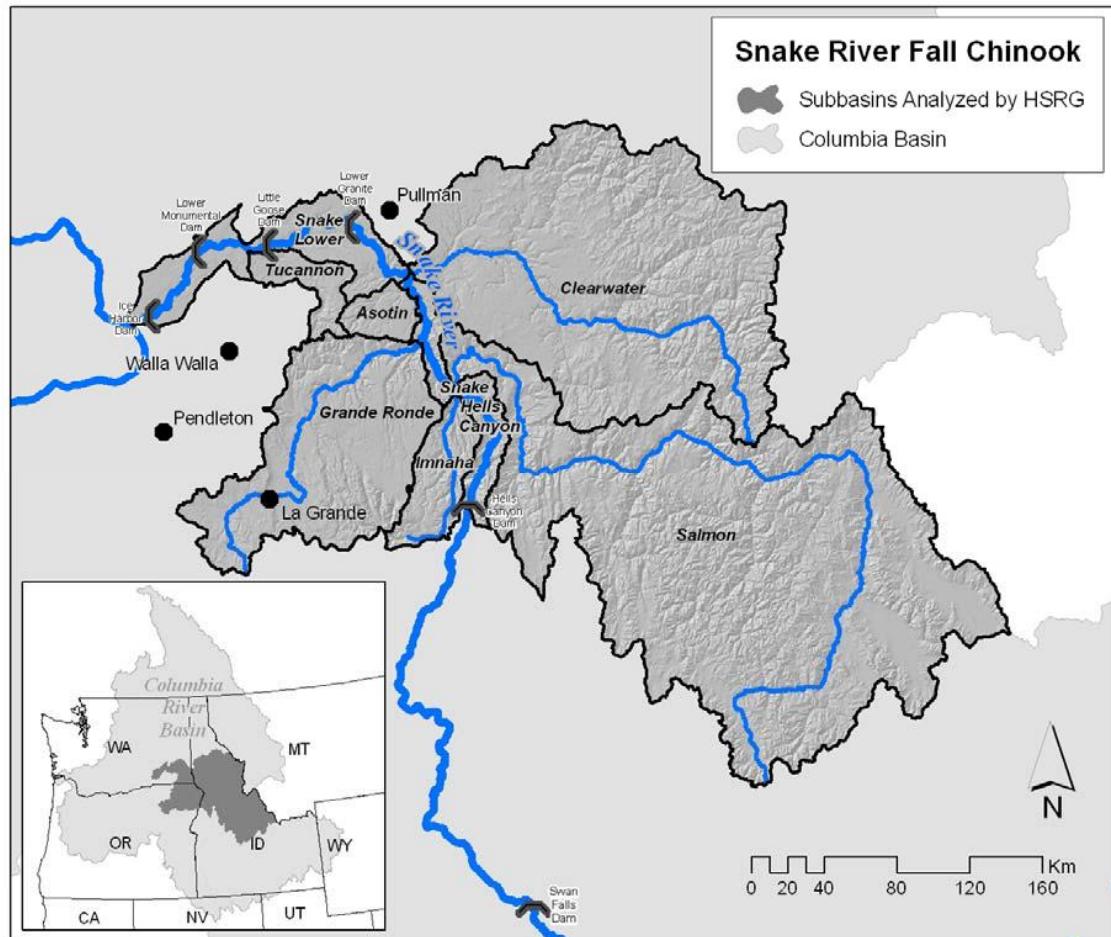 Snake River Fall Chinook
Subbasins Analyzed by HSRG
Columbia Basin
Lower
Monumental
Dam
Little
Goose
Dam
Lower
Granite
Dam
Pullman
Snake
Lower
Snake River
Tucannon
Clearwater
Ice
Harbor
Dam
Asotin
Walla Walla
Snake
Hells
Canyon
Grande Ronde
Pendleton
Imnaha
La Grande
Hells
Canyon
Dam
Salmon
Columbia
River
Basin
WA
MT
OR
ID
WY
CA
NV
UT
N
Km
0 20 40 80 120 160
Swan
Falls
Dam